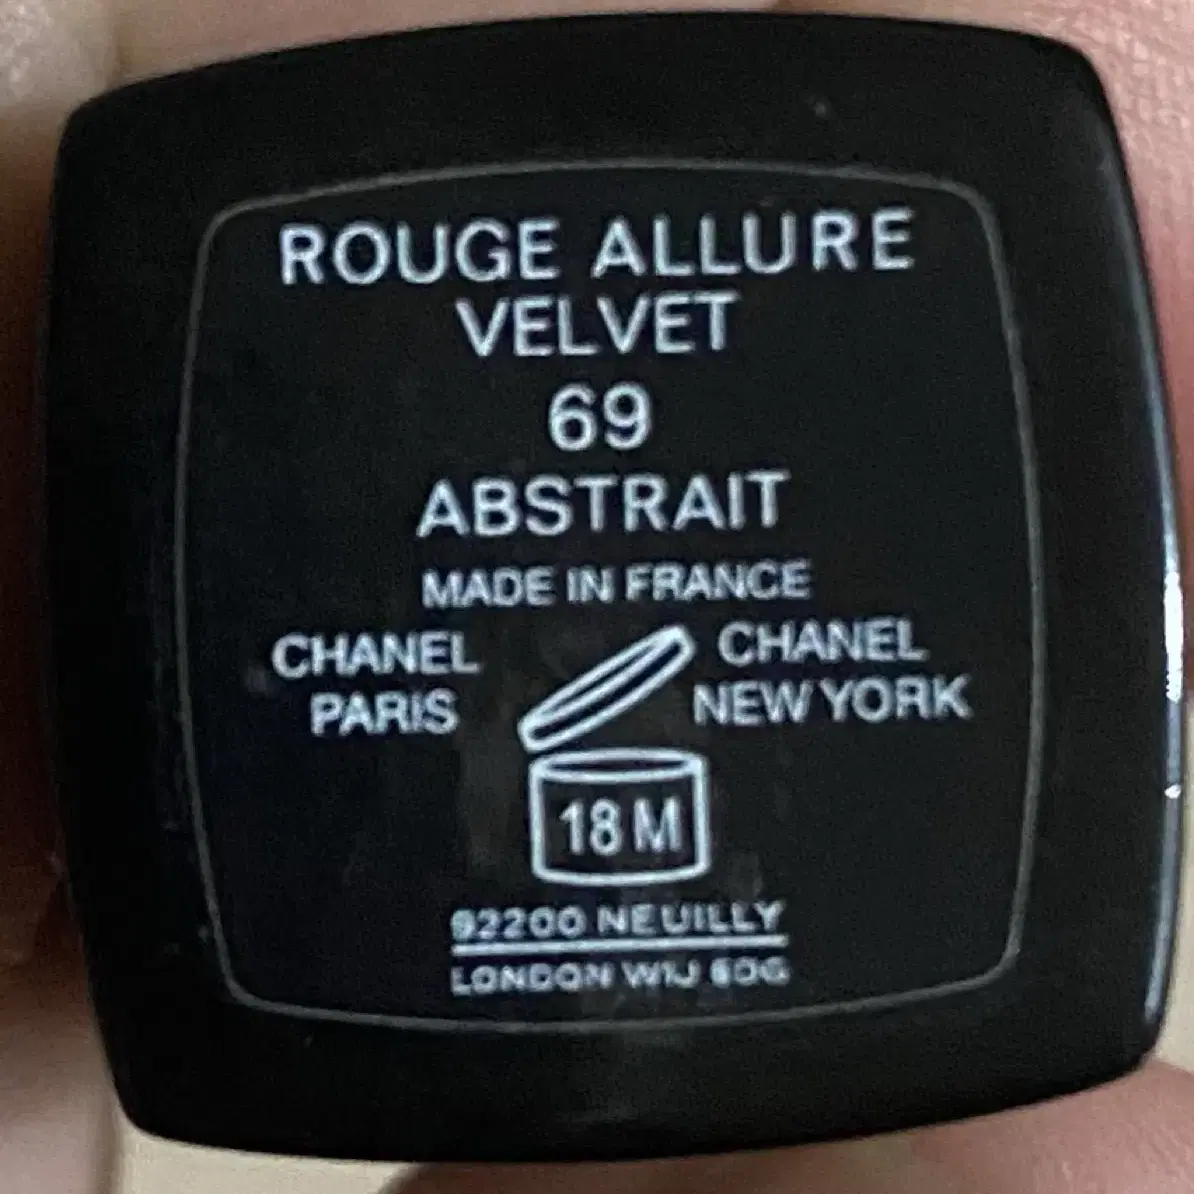 ROUGE ALLURE
VELVET
69
ABSTRAIT
MADE IN FRANCE
CHANEL
PARIS
CHANEL
NEW YORK
18 M
92200 NEUILLY
LONDON W1J 6DG